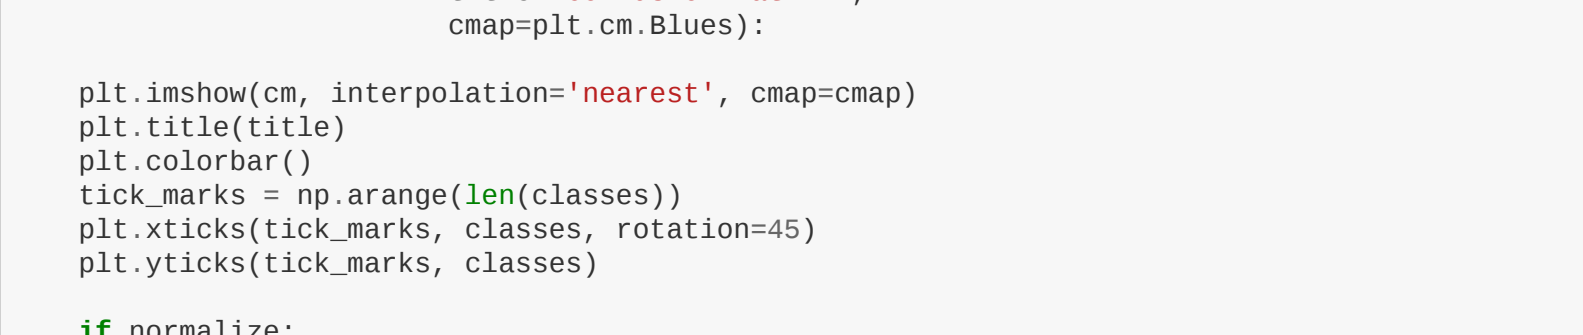 cmap=plt.cm.Blues):
plt.imshow(cm, interpolation='nearest', cmap=cmap)
plt.title(title)
plt.colorbar()
tick_marks = np.arange(len(classes))
plt.xticks(tick_marks, classes, rotation=45)
plt.yticks(tick_marks, classes)
if normalize: